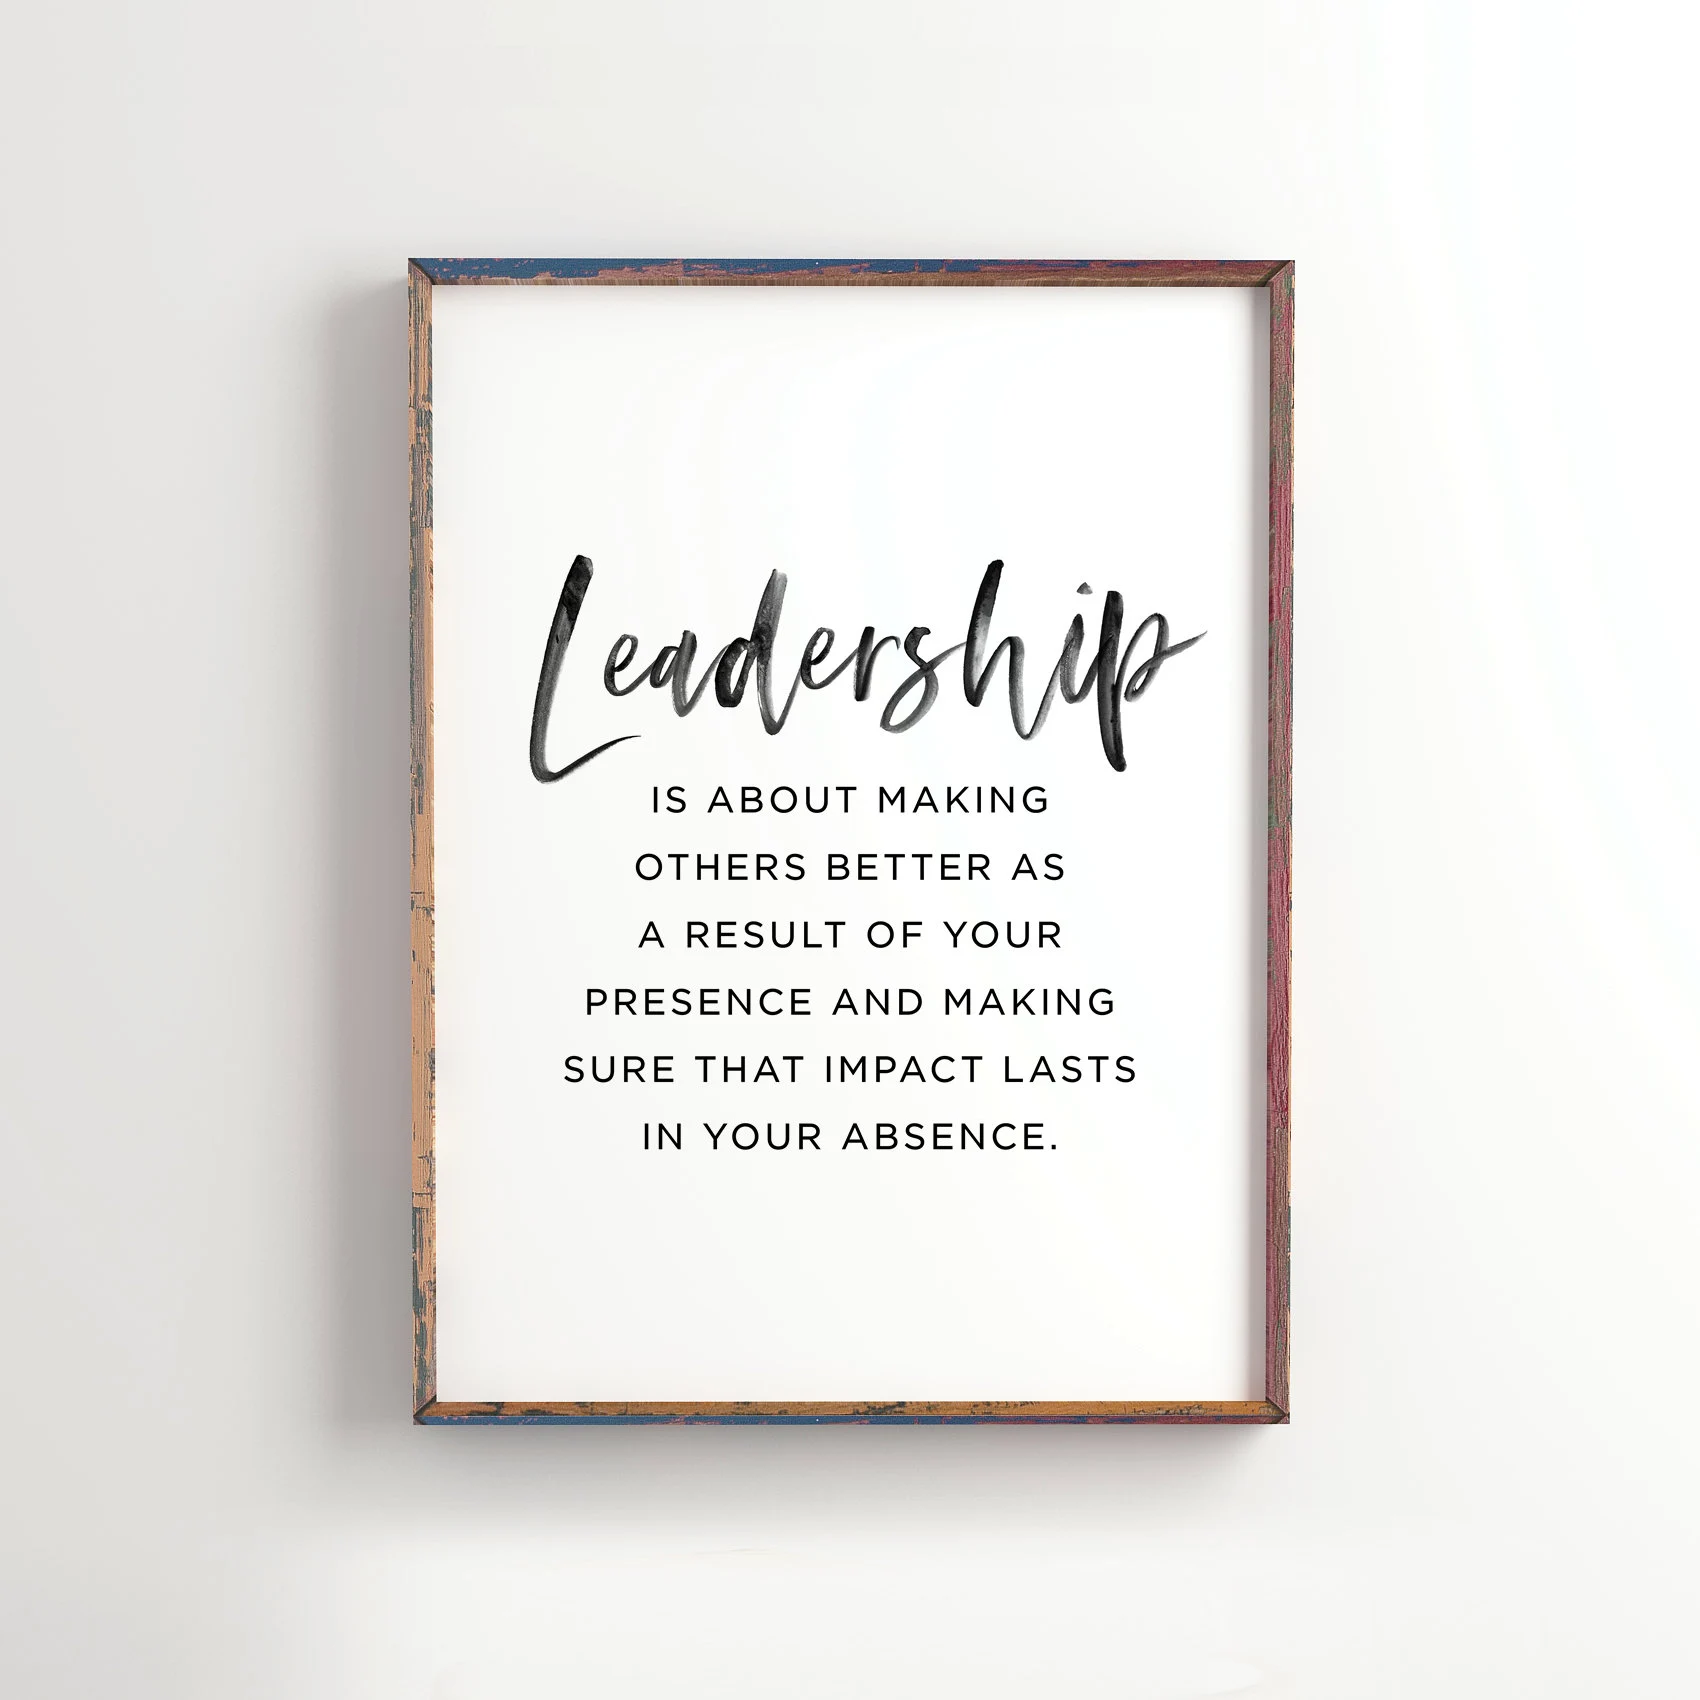 Leadership
IS ABOUT MAKING
OTHERS BETTER AS
A RESULT OF YOUR
PRESENCE AND MAKING
SURE THAT IMPACT LASTS
IN YOUR ABSENCE.